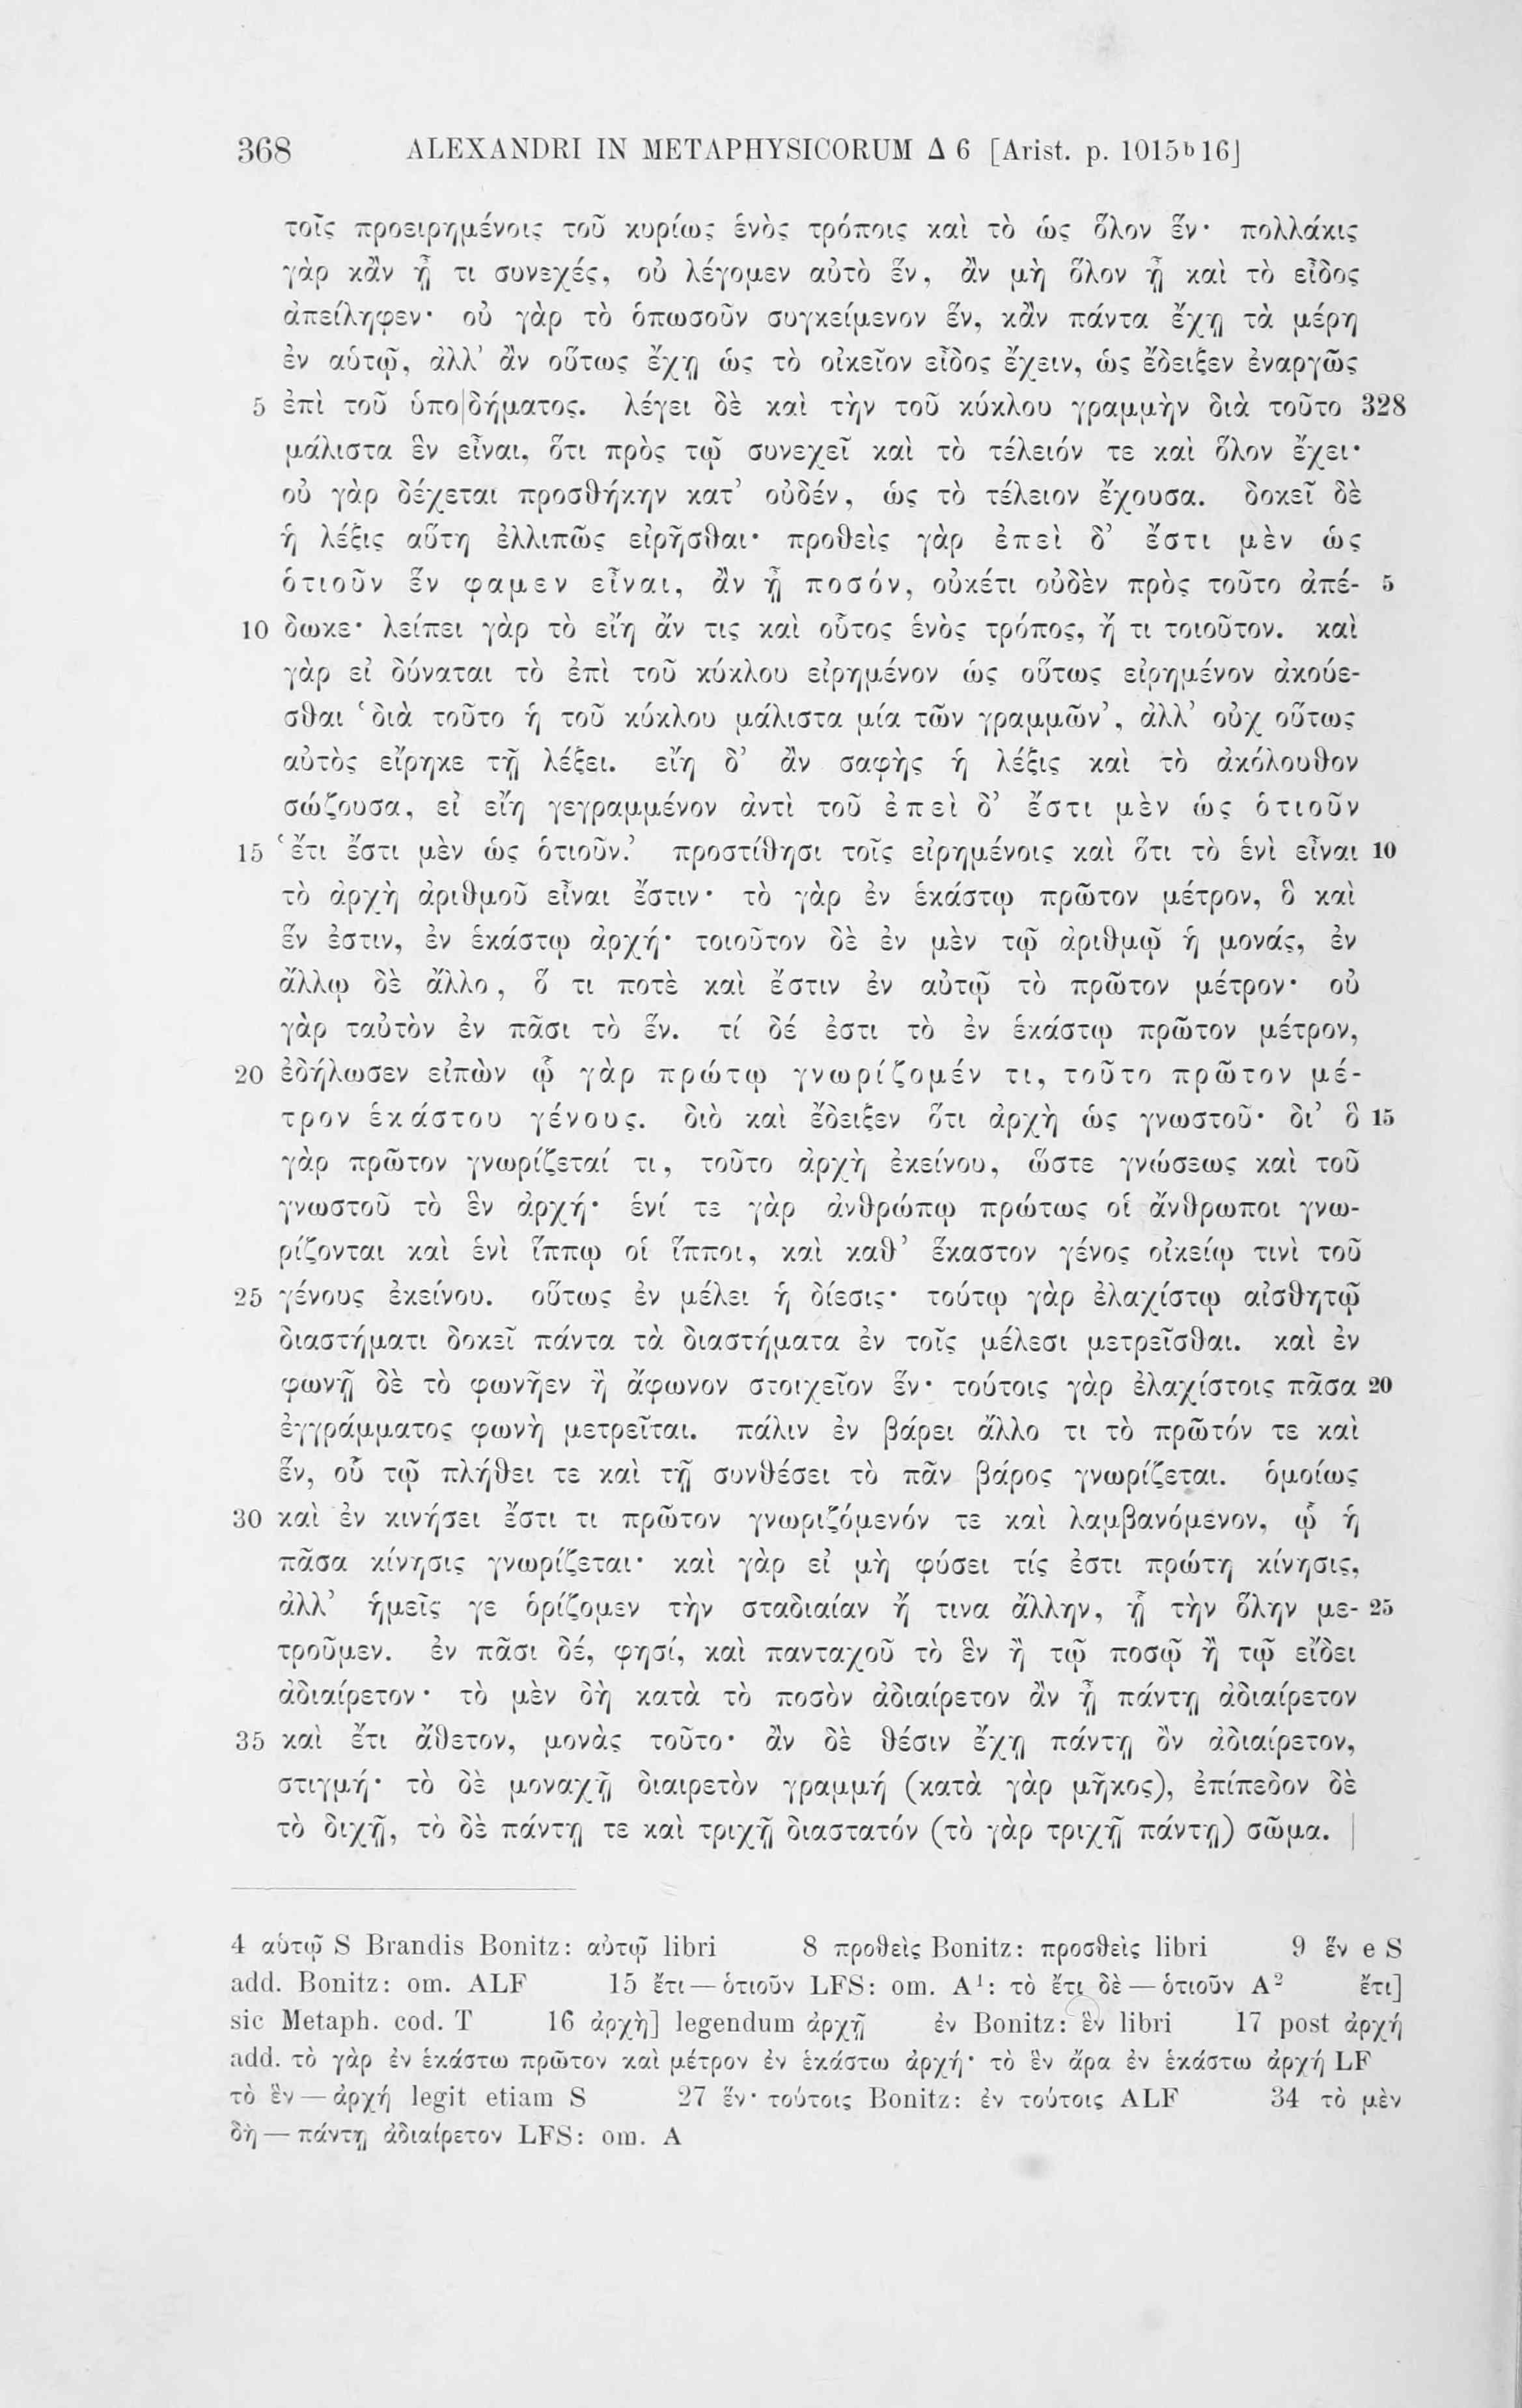 368 ALEXANDRI IN METAPHYSICORUM Δ 6 [Arist. p. 1015ᵇ16]
τοῖς προειρημένοις τοῦ κυρίως ἑνὸς τρόποις καὶ τὸ ὡς ὅλον ἕν· πολλάκις
γὰρ κἂν ᾖ τι συνεχές, οὐ λέγομεν αὐτὸ ἕν, ἂν μὴ ὅλον ᾖ καὶ τὸ εἶδος
ἀπείληφεν· οὐ γὰρ τὸ ὁπωσοῦν συγκείμενον ἕν, κἂν πάντα ἔχῃ τὰ μέρη
ἐν αὑτῷ, ἀλλ’ ἂν οὕτως ἔχῃ ὡς τὸ οἰκεῖον εἶδος ἔχειν, ὡς ἔδειξεν ἐναργῶς
5 ἐπὶ τοῦ ὑπο|δήματος. λέγει δὲ καὶ τὴν τοῦ κύκλου γραμμὴν διὰ τοῦτο 328
μάλιστα ἓν εἶναι, ὅτι πρὸς τῷ συνεχεῖ καὶ τὸ τέλειόν τε καὶ ὅλον ἔχει·
οὐ γὰρ δέχεται προσθήκην κατ’ οὐδέν, ὡς τὸ τέλειον ἔχουσα. δοκεῖ δὲ
ἡ λέξις αὕτη ἐλλιπῶς εἰρῆσθαι· προθεὶς γὰρ ἐπεὶ δ’ ἔστι μὲν ὡς
ὁτιοῦν ἕν φαμεν εἶναι, ἂν ᾖ ποσόν, οὐκέτι οὐδὲν πρὸς τοῦτο ἀπέ- 5
10 δωκε· λείπει γὰρ τὸ εἴη ἄν τις καὶ οὗτος ἑνὸς τρόπος, ἤ τι τοιοῦτον. καὶ
γὰρ εἰ δύναται τὸ ἐπὶ τοῦ κύκλου εἰρημένον ὡς οὕτως εἰρημένον ἀκούε-
σθαι ‘διὰ τοῦτο ἡ τοῦ κύκλου μάλιστα μία τῶν γραμμῶν’, ἀλλ’ οὐχ οὕτως
αὐτὸς εἴρηκε τῇ λέξει. εἴη δ’ ἂν σαφὴς ἡ λέξις καὶ τὸ ἀκόλουθον
σώζουσα, εἰ εἴη γεγραμμένον ἀντὶ τοῦ ἐπεὶ δ’ ἔστι μὲν ὡς ὁτιοῦν
15 ‘ἔτι ἔστι μὲν ὡς ὁτιοῦν.’ προστίθησι τοῖς εἰρημένοις καὶ ὅτι τὸ ἑνὶ εἶναι 10
τὸ ἀρχὴ ἀριθμοῦ εἶναι ἔστιν· τὸ γὰρ ἐν ἑκάστῳ πρῶτον μέτρον, ὃ καὶ
ἕν ἐστιν, ἐν ἑκάστῳ ἀρχή· τοιοῦτον δὲ ἐν μὲν τῷ ἀριθμῷ ἡ μονάς, ἐν
ἄλλῳ δὲ ἄλλο, ὅ τι ποτὲ καὶ ἔστιν ἐν αὐτῷ τὸ πρῶτον μέτρον· οὐ
γὰρ ταὐτὸν ἐν πᾶσι τὸ ἕν. τί δέ ἐστι τὸ ἐν ἑκάστῳ πρῶτον μέτρον,
20 ἐδήλωσεν εἰπὼν ᾧ γὰρ πρώτῳ γνωρίζομέν τι, τοῦτο πρῶτον μέ-
τρον ἑκάστου γένους. διὸ καὶ ἔδειξεν ὅτι ἀρχὴ ὡς γνωστοῦ· δι’ ὃ 15
γὰρ πρῶτον γνωρίζεταί τι, τοῦτο ἀρχὴ ἐκείνου, ὥστε γνώσεως καὶ τοῦ
γνωστοῦ τὸ ἓν ἀρχή· ἑνί τε γὰρ ἀνθρώπῳ πρώτως οἱ ἄνθρωποι γνω-
ρίζονται καὶ ἑνὶ ἵππῳ οἱ ἵπποι, καὶ καθ’ ἕκαστον γένος οἰκείῳ τινὶ τοῦ
25 γένους ἐκείνου. οὕτως ἐν μέλει ἡ δίεσις· τούτῳ γὰρ ἐλαχίστῳ αἰσθητῷ
διαστήματι δοκεῖ πάντα τὰ διαστήματα ἐν τοῖς μέλεσι μετρεῖσθαι. καὶ ἐν
φωνῇ δὲ τὸ φωνῆεν ἢ ἄφωνον στοιχεῖον ἕν· τούτοις γὰρ ἐλαχίστοις πᾶσα 20
ἐγγράμματος φωνὴ μετρεῖται. πάλιν ἐν βάρει ἄλλο τι τὸ πρῶτόν τε καὶ
ἕν, οὗ τῷ πλήθει τε καὶ τῇ συνθέσει τὸ πᾶν βάρος γνωρίζεται. ὁμοίως
30 καὶ ἐν κινήσει ἔστι τι πρῶτον γνωριζόμενόν τε καὶ λαμβανόμενον, ᾧ ἡ
πᾶσα κίνησις γνωρίζεται· καὶ γὰρ εἰ μὴ φύσει τίς ἐστι πρώτη κίνησις,
ἀλλ’ ἡμεῖς γε ὁρίζομεν τὴν σταδιαίαν ἤ τινα ἄλλην, ᾗ τὴν ὅλην με- 25
τροῦμεν. ἐν πᾶσι δέ, φησί, καὶ πανταχοῦ τὸ ἓν ἢ τῷ ποσῷ ἢ τῷ εἴδει
ἀδιαίρετον· τὸ μὲν δὴ κατὰ τὸ ποσὸν ἀδιαίρετον ἂν ᾖ πάντῃ ἀδιαίρετον
35 καὶ ἔτι ἄθετον, μονὰς τοῦτο· ἂν δὲ θέσιν ἔχῃ πάντῃ ὂν ἀδιαίρετον,
στιγμή· τὸ δὲ μοναχῇ διαιρετὸν γραμμή (κατὰ γὰρ μῆκος), ἐπίπεδον δὲ
τὸ διχῇ, τὸ δὲ πάντῃ τε καὶ τριχῇ διαστατόν (τὸ γὰρ τριχῇ πάντῃ) σῶμα. |
4 αὑτῷ S Brandis Bonitz: αὐτῷ libri 8 προθεὶς Bonitz: προσθεὶς libri 9 ἕν e S
add. Bonitz: om. ALF 15 ἔτι — ὁτιοῦν LFS: om. A¹: τὸ ἔτι δὲ — ὁτιοῦν A² ἔτι]
sic Metaph. cod. T 16 ἀρχὴ] legendum ἀρχῇ ἐν Bonitz: ἓν libri 17 post ἀρχή
add. τὸ γὰρ ἐν ἑκάστω πρῶτον καὶ μέτρον ἐν ἑκάστω ἀρχή· τὸ ἓν ἄρα ἐν ἑκάστω ἀρχή LF
τὸ ἓν — ἀρχή legit etiam S 27 ἕν· τούτοις Bonitz: ἐν τούτοις ALF 34 τὸ μὲν
δὴ — πάντῃ ἀδιαίρετον LFS: om. A